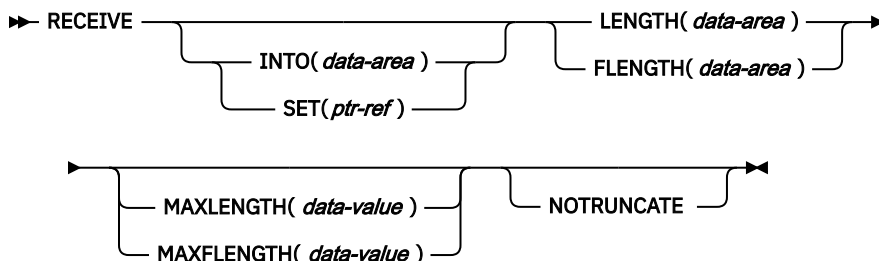 RECEIVE
INTO( data-area )
SET( ptr-ref )
LENGTH( data-area )
FLENGTH( data-area )
MAXLENGTH( data-value )
MAXFLENGTH( data-value )
NOTRUNCATE